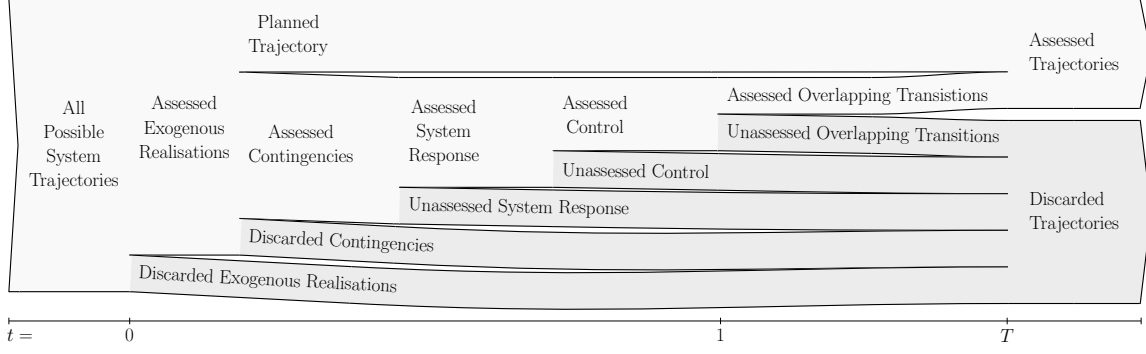 All
Possible
System
Trajectories
Assessed
Exogenous
Realisations
Planned
Trajectory
Assessed
Contingencies
Assessed
System
Response
Assessed
Control
Assessed Overlapping Transistions
Unassessed Overlapping Transitions
Unassessed Control
Unassessed System Response
Discarded Contingencies
Discarded Exogenous Realisations
Assessed
Trajectories
Discarded
Trajectories
t = 0 1 T